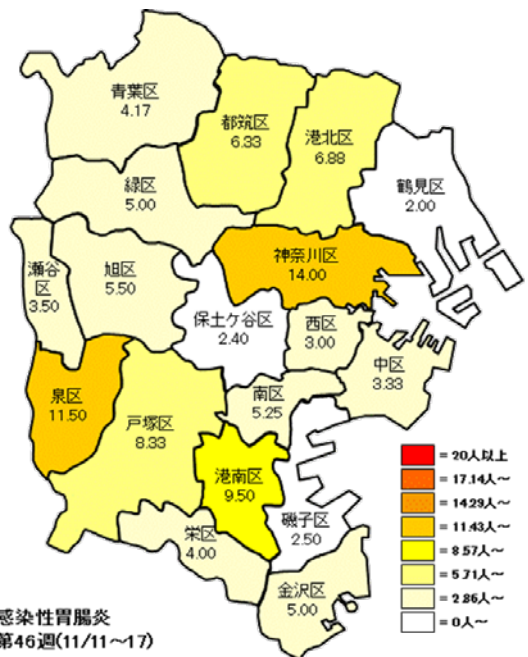 青葉区
4.17
都筑区
6.33
港北区
6.88
鶴見区
2.00
緑区
5.00
神奈川区
14.00
瀬谷
区
3.50
旭区
5.50
保土ケ谷区
2.40
西区
3.00
中区
3.33
泉区
11.50
戸塚区
8.33
南区
5.25
港南区
9.50
磯子区
2.50
栄区
4.00
金沢区
5.00
= 20人以上
= 17.14人～
= 14.29人～
= 11.43人～
= 8.57人～
= 5.71人～
= 2.86人～
= 0人～
感染性胃腸炎
第46週(11/11～17)